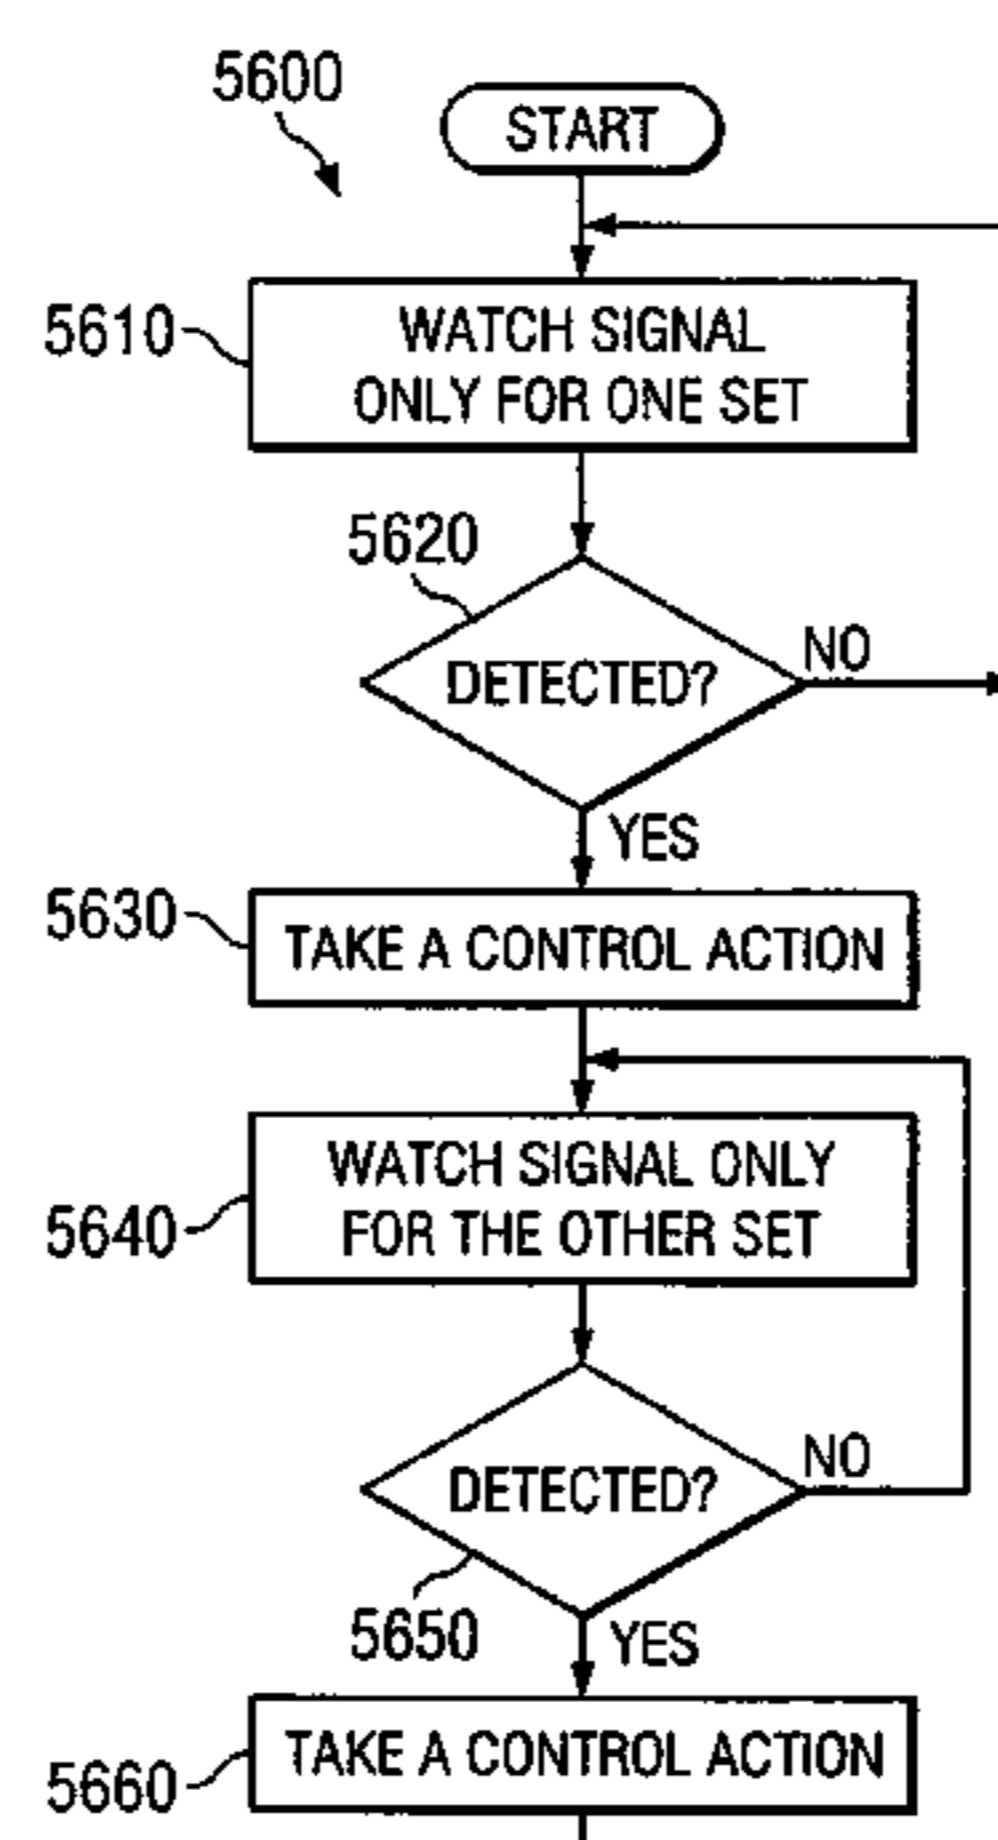 5600
START
5610
WATCH SIGNAL
ONLY FOR ONE SET
5620
DETECTED?
NO
YES
5630
TAKE A CONTROL ACTION
WATCH SIGNAL ONLY
FOR THE OTHER SET
5640
DETECTED?
NO
5650
YES
TAKE A CONTROL ACTION
5660